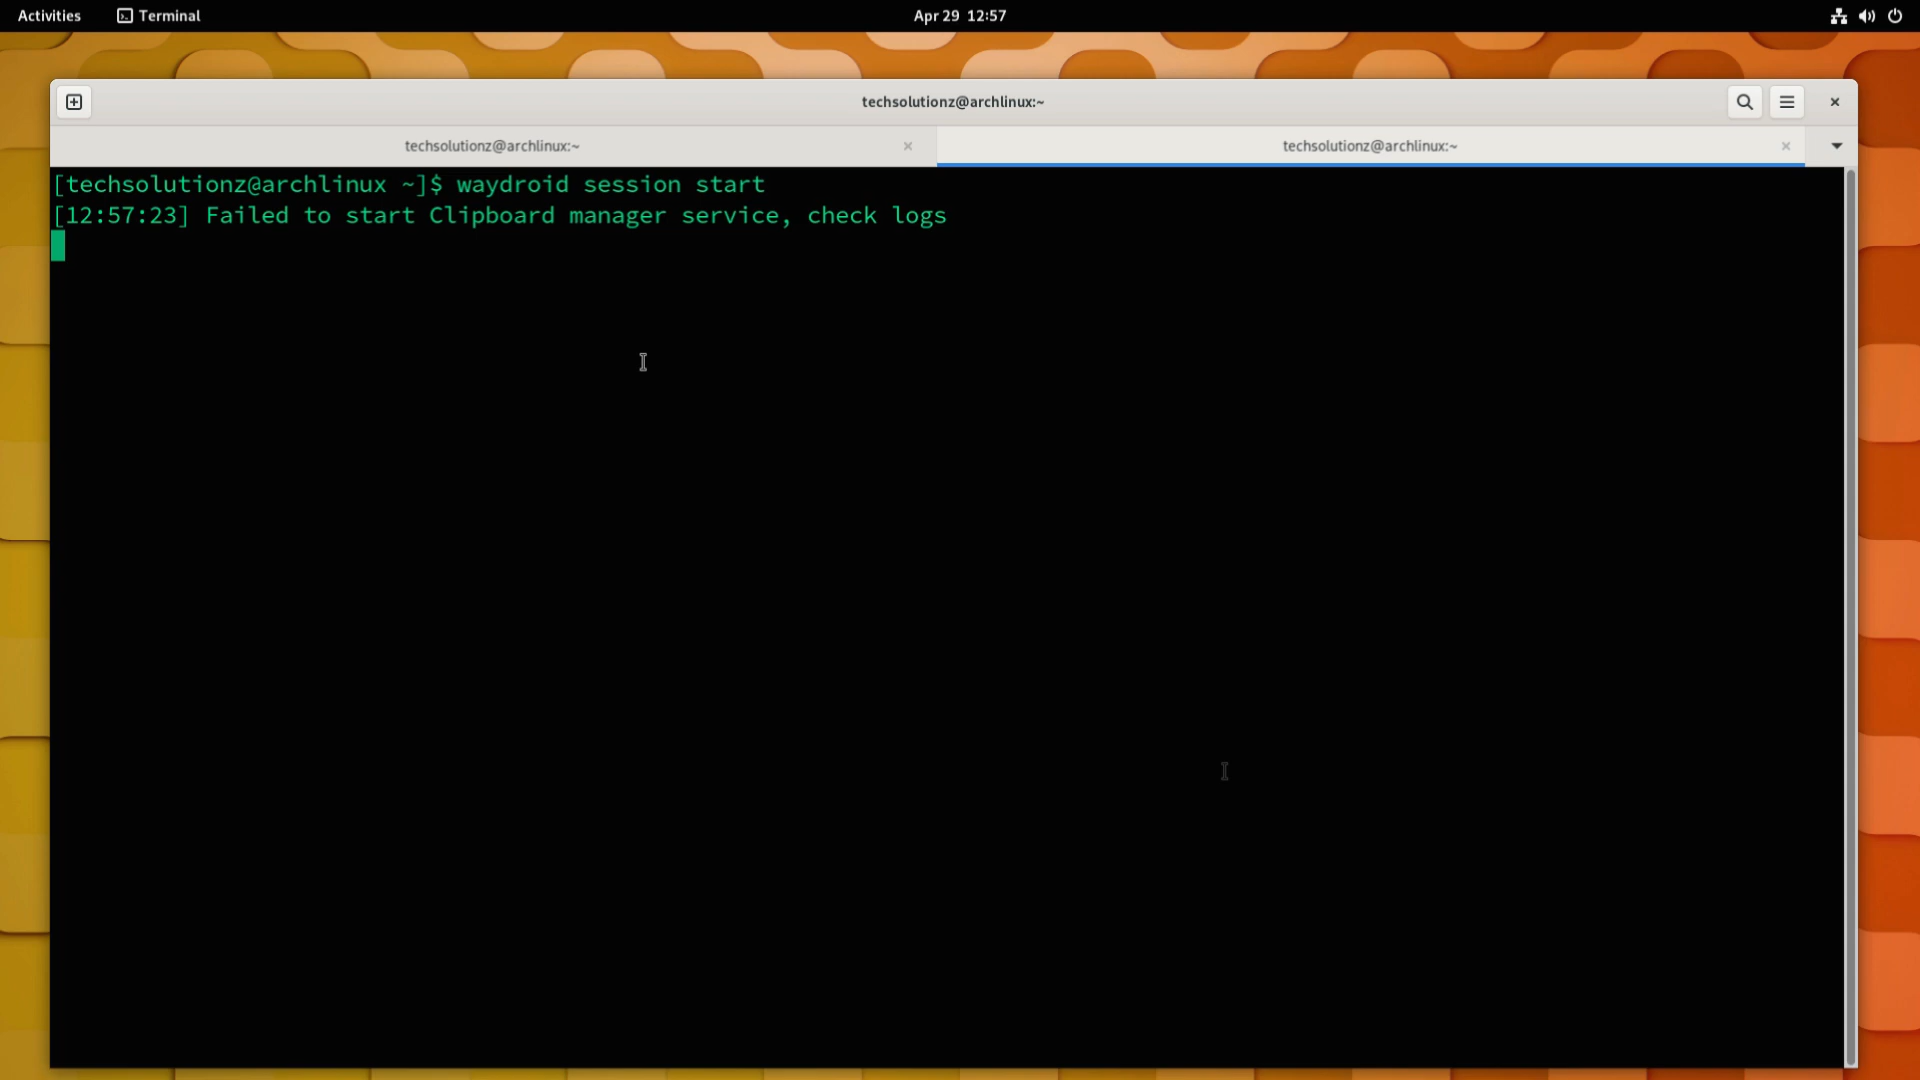 Activities
Terminal
Apr 29 12:57
techsolutionz@archlinux:~
techsolutionz@archlinux:~
techsolutionz@archlinux:~
[techsolutionz@archlinux ~]$ waydroid session start
[12:57:23] Failed to start Clipboard manager service, check logs